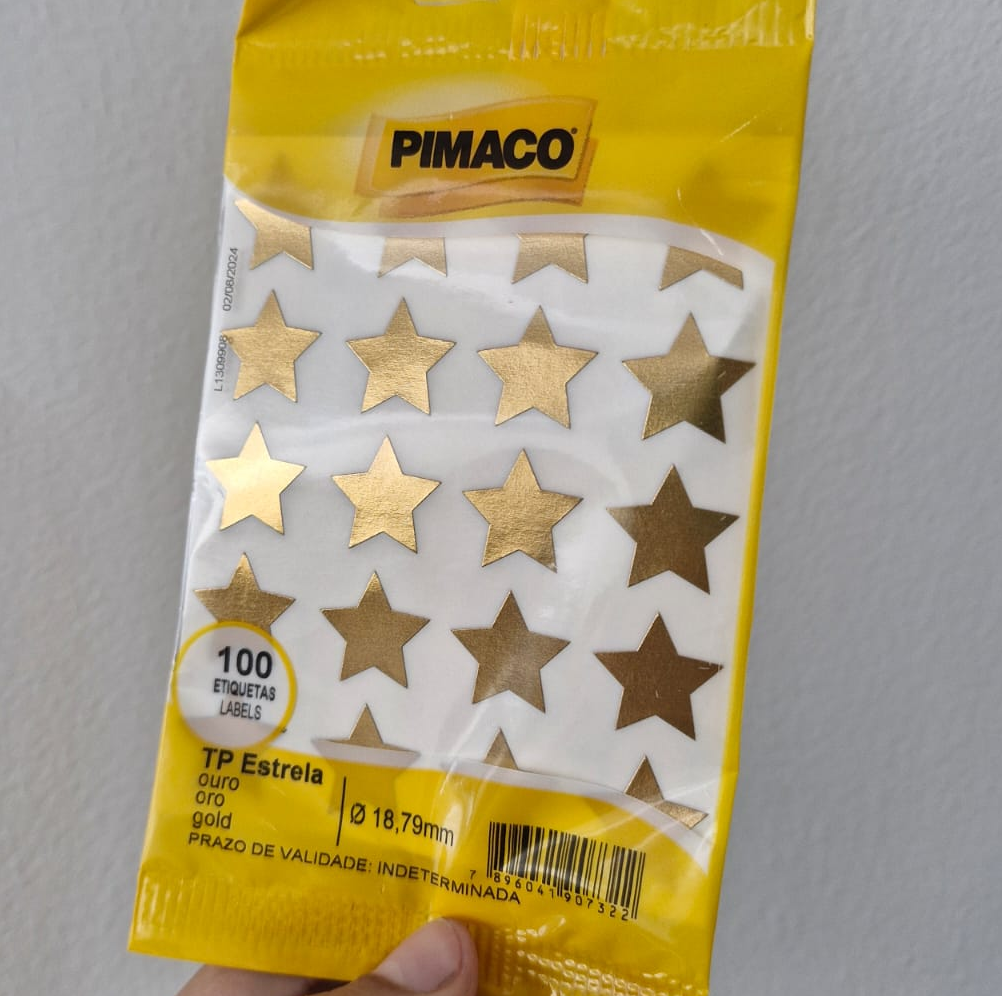 PIMACO
L1309908 02/08/2024
100
ETIQUETAS
LABELS
TP Estrela
ouro
oro
gold
Ø 18,79mm
PRAZO DE VALIDADE: INDETERMINADA
7 896041 907322